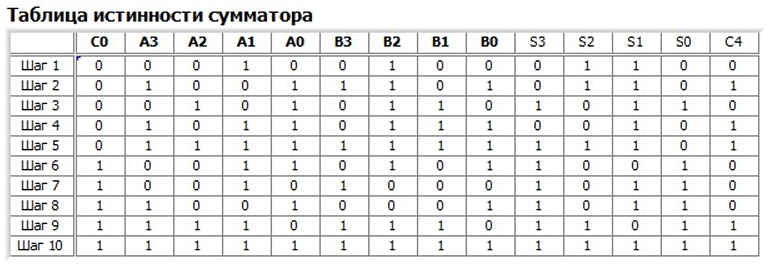 Таблица истинности сумматора
C0 A3 A2 A1 A0 B3 B2 B1 B0 S3 S2 S1 S0 C4
Шаг 1 0 0 0 1 0 0 1 0 0 0 1 1 0 0
Шаг 2 0 1 0 0 1 1 1 0 1 0 1 1 0 1
Шаг 3 0 0 1 0 1 0 1 1 0 1 0 1 1 0
Шаг 4 0 1 0 1 1 0 1 1 1 0 0 1 0 1
Шаг 5 0 1 1 1 1 1 1 1 1 1 1 1 0 1
Шаг 6 1 0 0 1 1 0 1 0 1 1 0 0 1 0
Шаг 7 1 0 0 1 0 1 0 0 0 1 0 1 1 0
Шаг 8 1 1 0 0 1 0 0 0 1 1 0 1 1 0
Шаг 9 1 1 1 1 0 1 1 1 0 1 1 0 1 1
Шаг 10 1 1 1 1 1 1 1 1 1 1 1 1 1 1